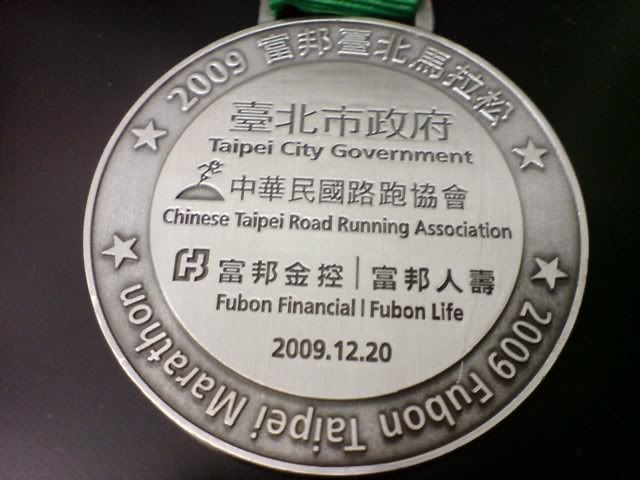 2009 富邦臺北馬拉松
臺北市政府
Taipei City Government
中華民國路跑協會
Chinese Taipei Road Running Association
富邦金控 | 富邦人壽
Fubon Financial | Fubon Life
2009.12.20
2009 Fubon Taipei Marathon